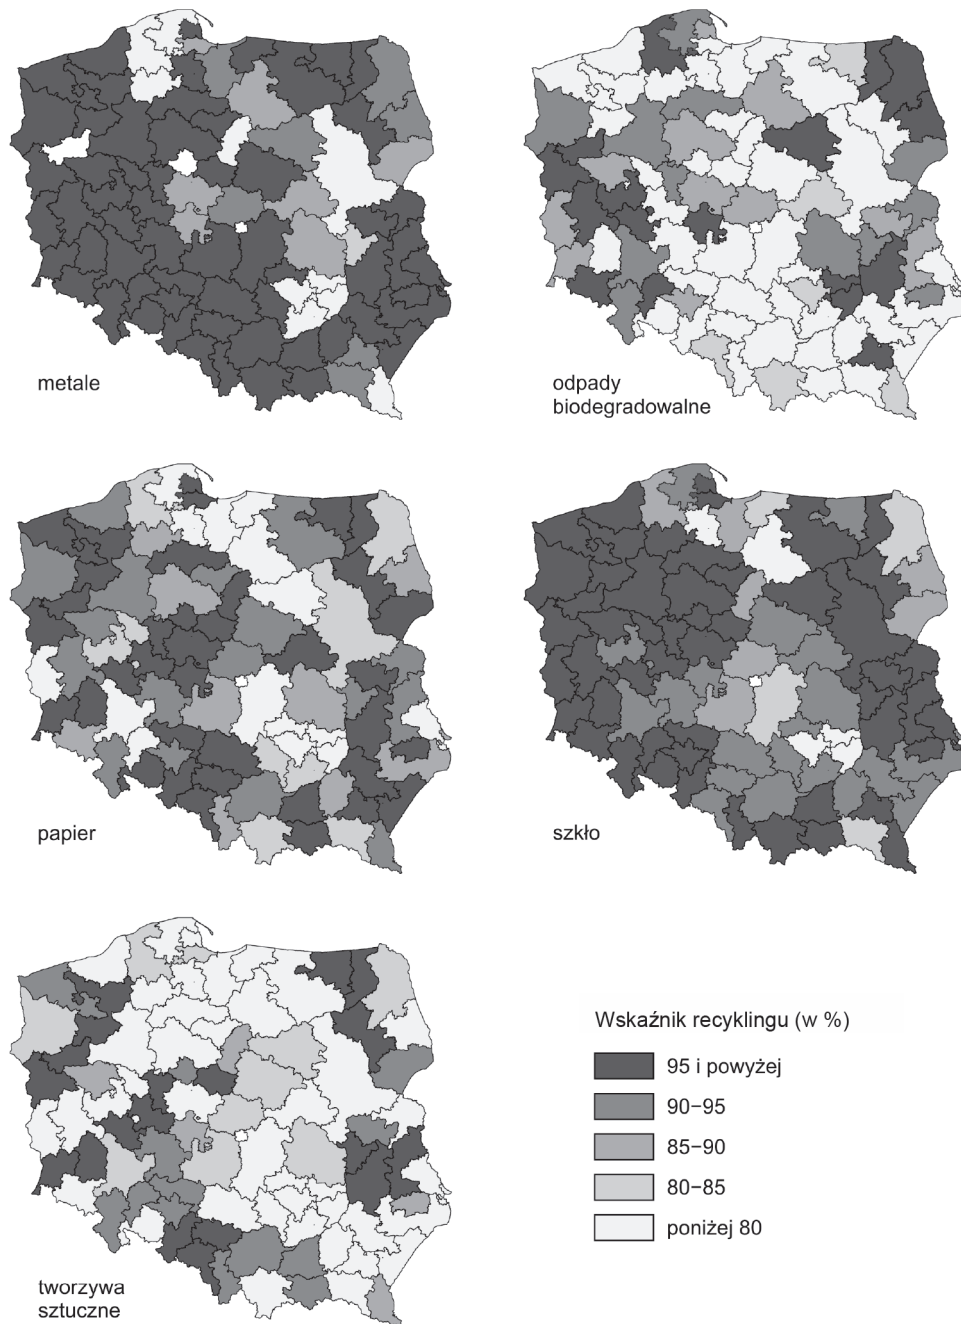 metale
odpady
biodegradowalne
papier
szkło
tworzywa
sztuczne
Wskaźnik recyklingu (w %)
95 i powyżej
90–95
85–90
80–85
poniżej 80